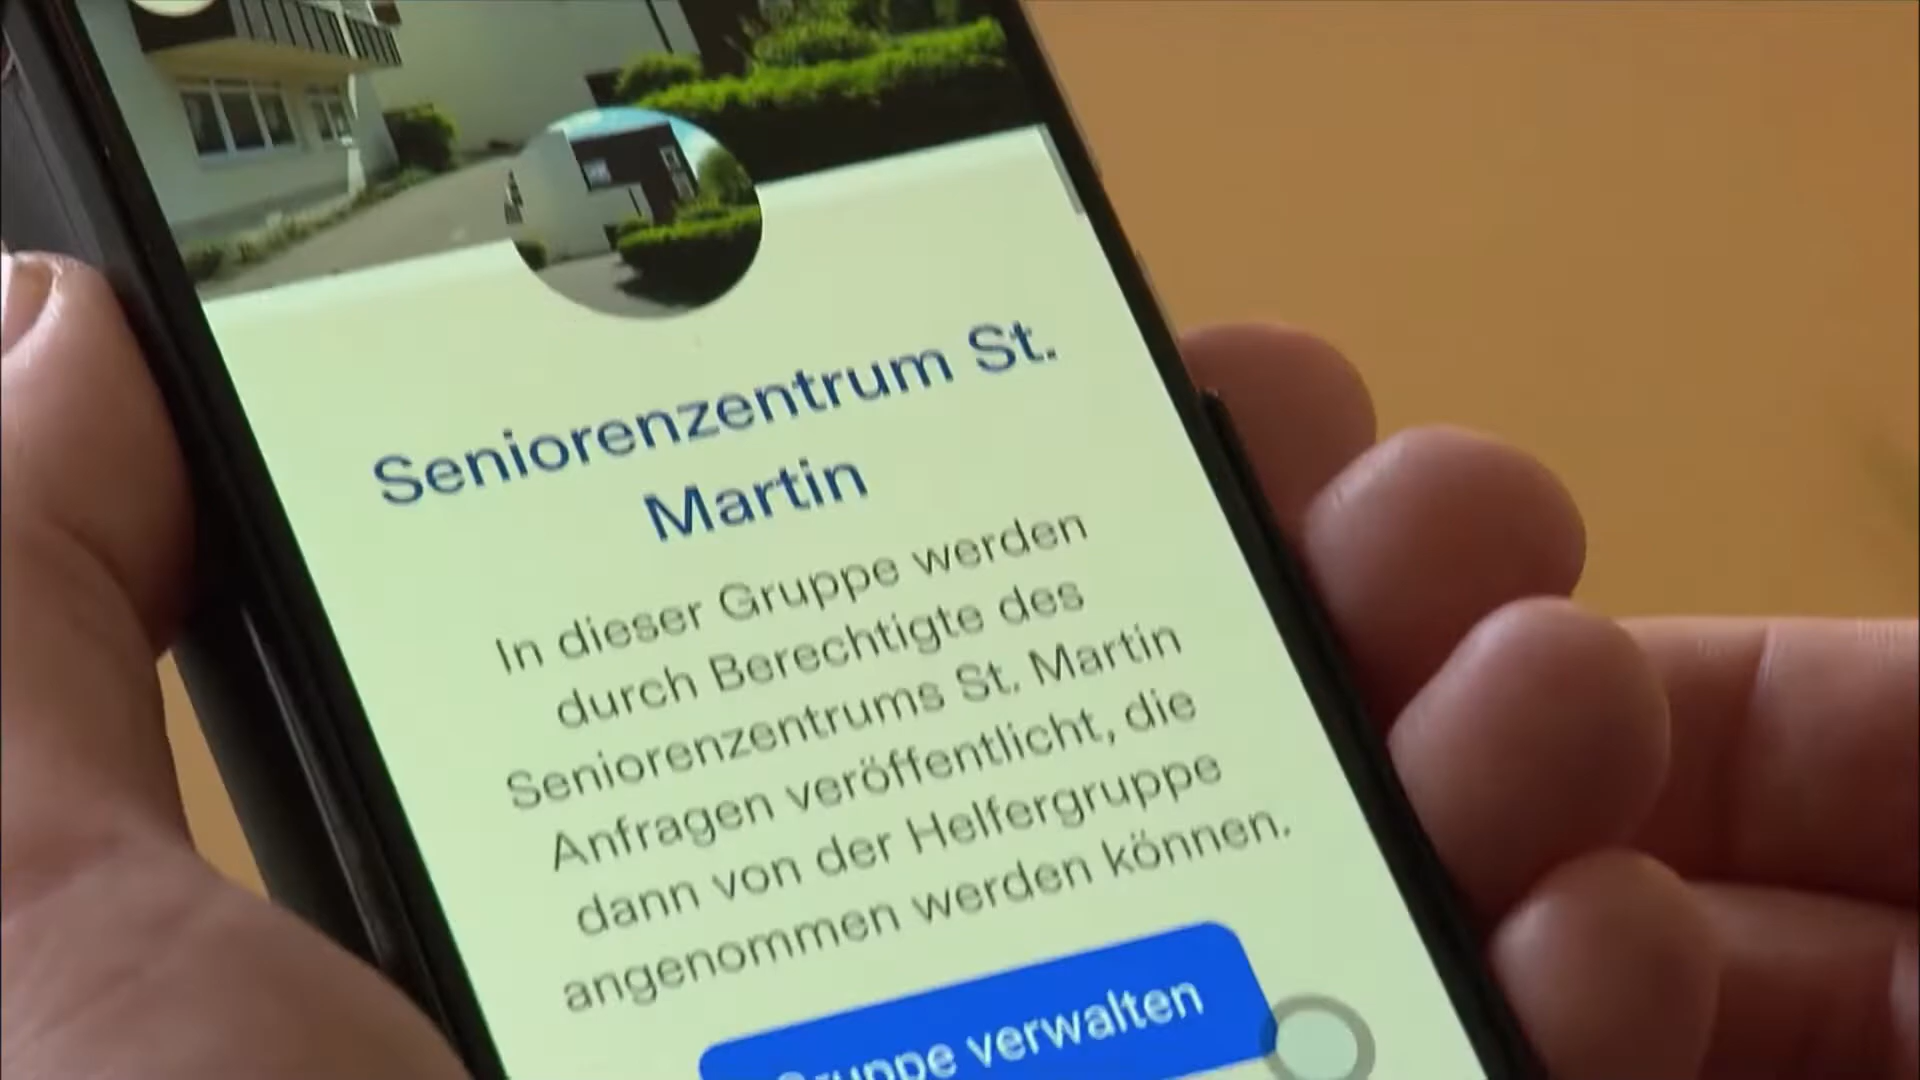 Seniorenzentrum St.
Martin
In dieser Gruppe werden
durch Berechtigte des
Seniorenzentrums St. Martin
Anfragen veröffentlicht, die
dann von der Helfergruppe
angenommen werden können.
Gruppe verwalten